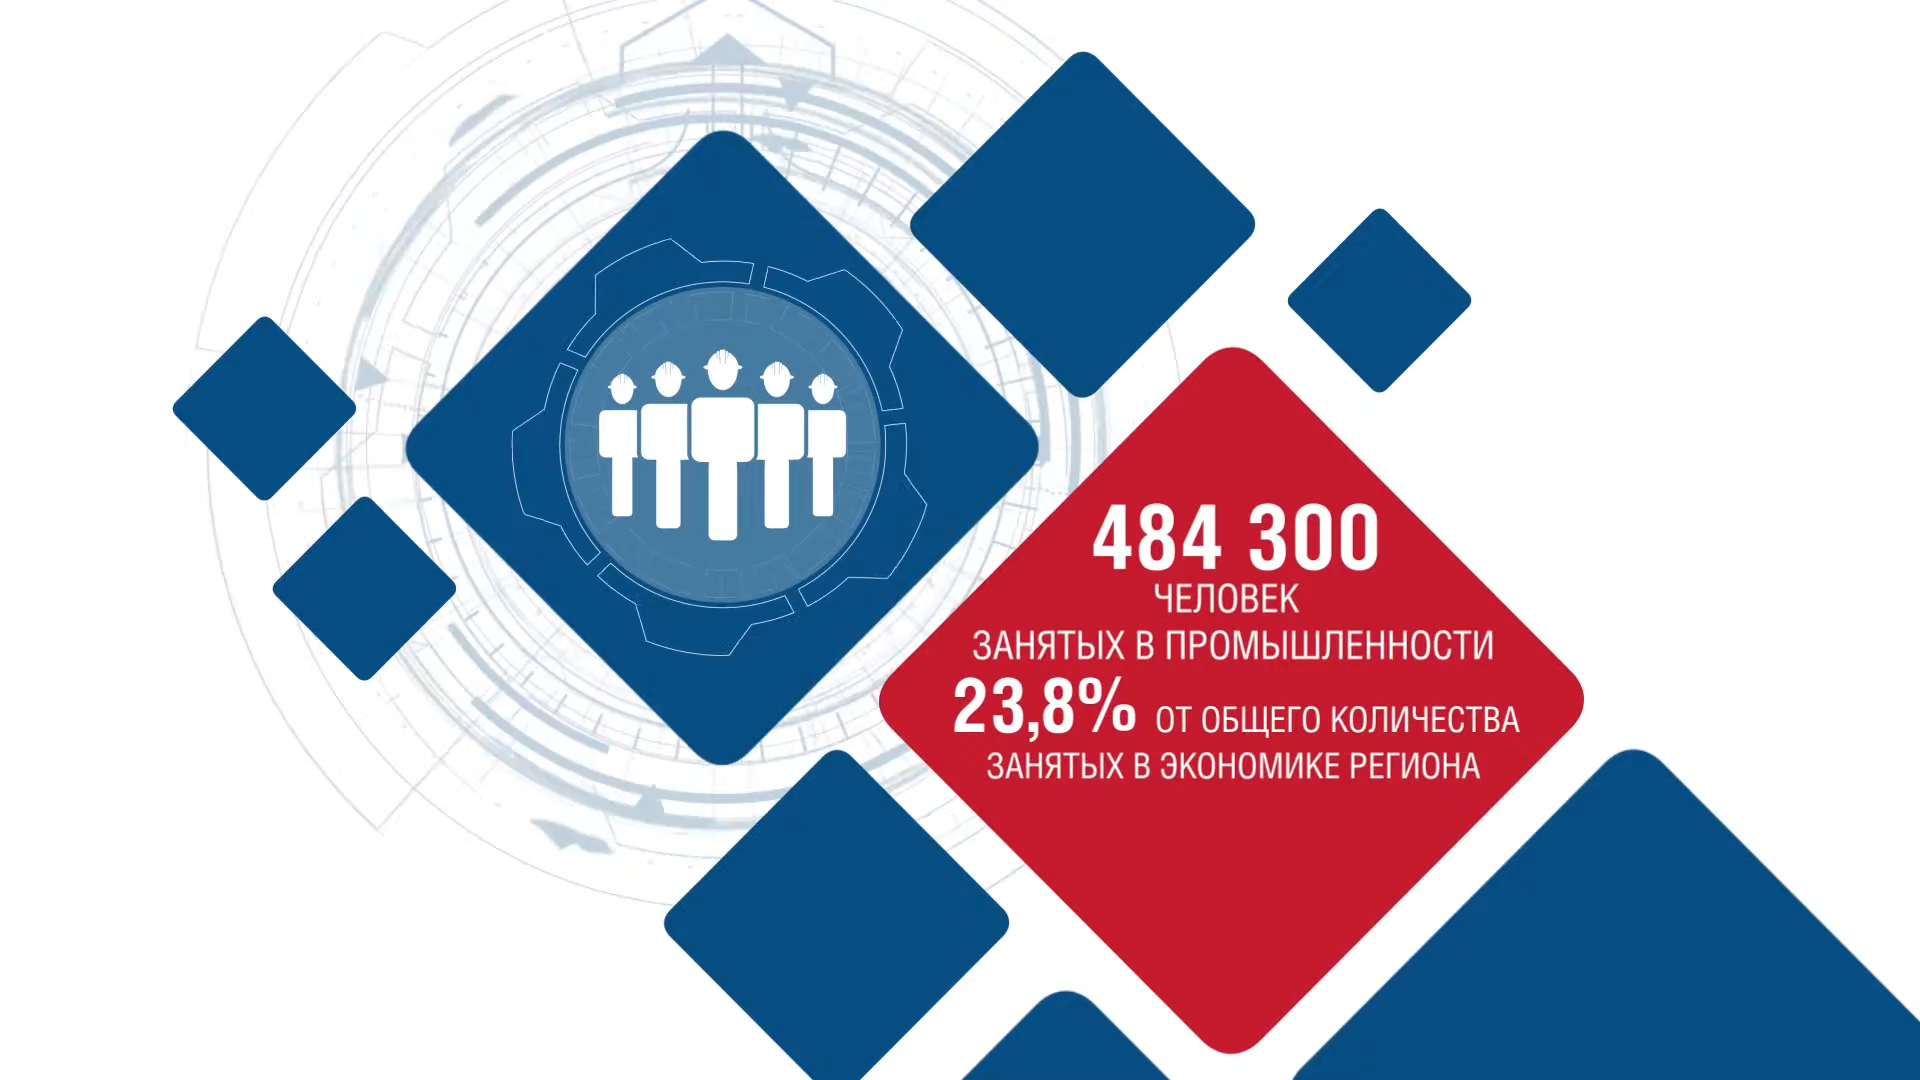 484 300
ЧЕЛОВЕК
ЗАНЯТЫХ В ПРОМЫШЛЕННОСТИ
23,8% ОТ ОБЩЕГО КОЛИЧЕСТВА
ЗАНЯТЫХ В ЭКОНОМИКЕ РЕГИОНА